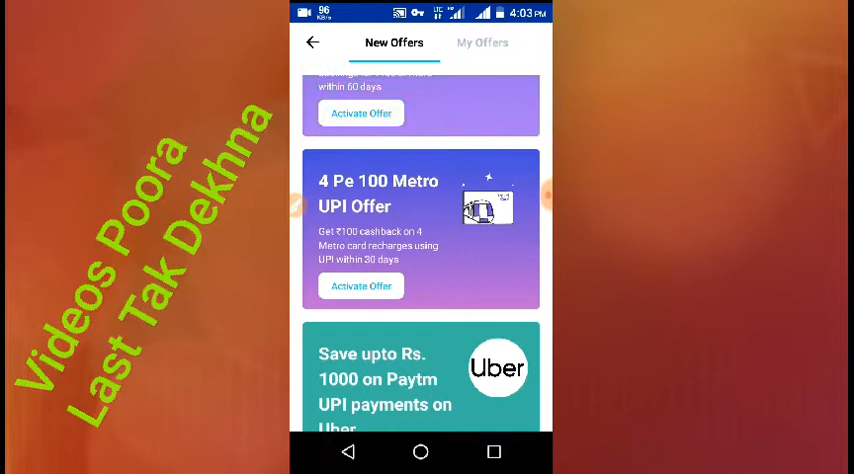 96
KB/s
LTE
4:03 PM
New Offers
My Offers
within 60 days
Activate Offer
4 Pe 100 Metro
UPI Offer
Get ₹100 cashback on 4
Metro card recharges using
UPI within 30 days
Activate Offer
Save upto Rs.
1000 on Paytm
UPI payments on
Uber
Uber
Videos Poora
Last Tak Dekhna